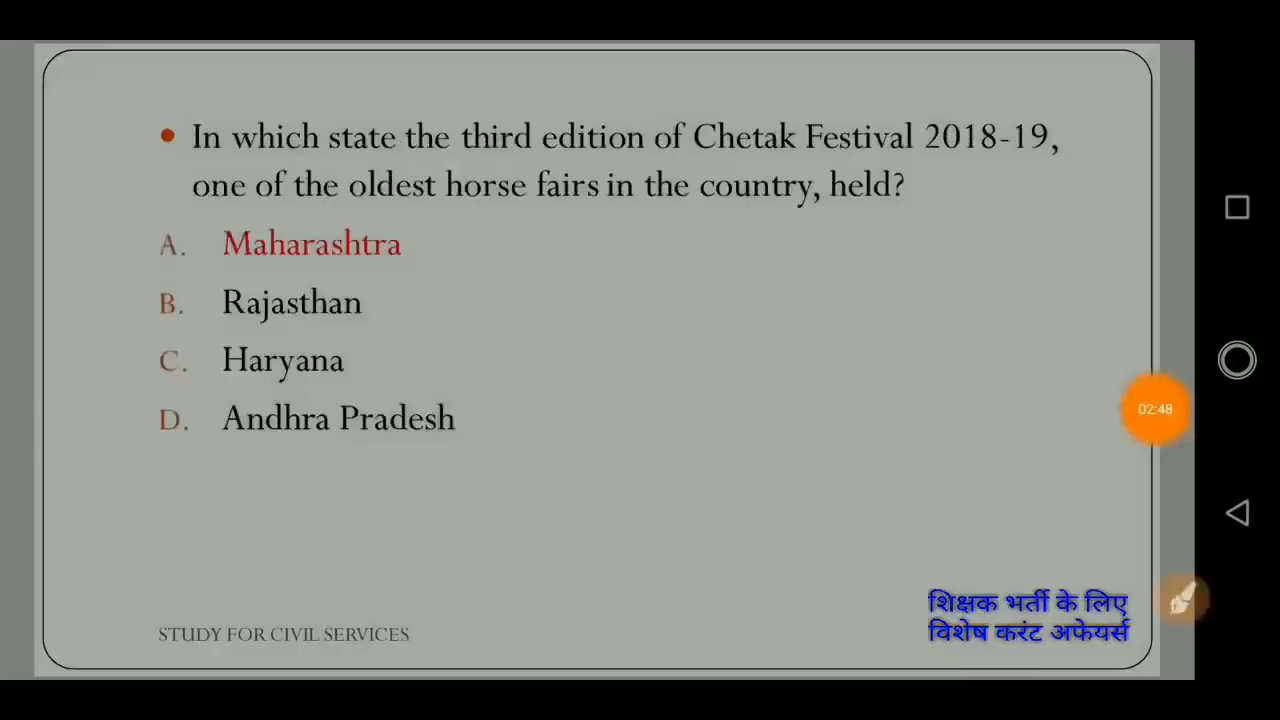 In which state the third edition of Chetak Festival 2018-19,
one of the oldest horse fairs in the country, held?
A. Maharashtra
B. Rajasthan
C. Haryana
D. Andhra Pradesh
02:48
शिक्षक भर्ती के लिए
विशेष करंट अफेयर्स
STUDY FOR CIVIL SERVICES